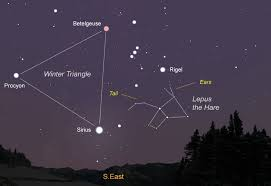 Betelgeuse
Winter Triangle
Rigel
Procyon
Ears
Tail
Lepus
the Hare
Sirius
S.East